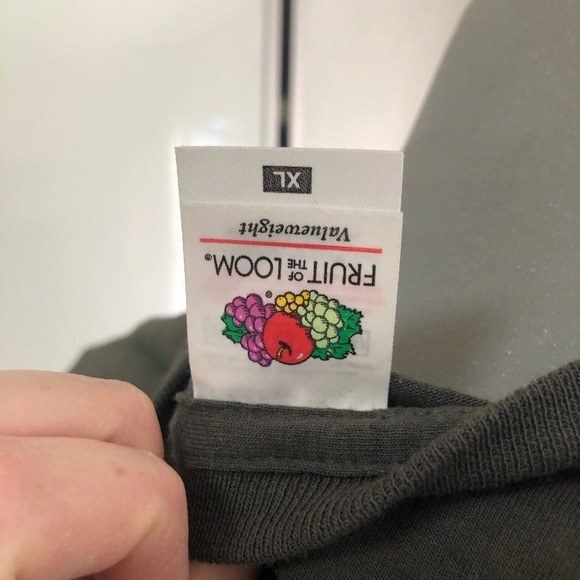 ®
FRUIT OF THE LOOM®
Valueweight
XL